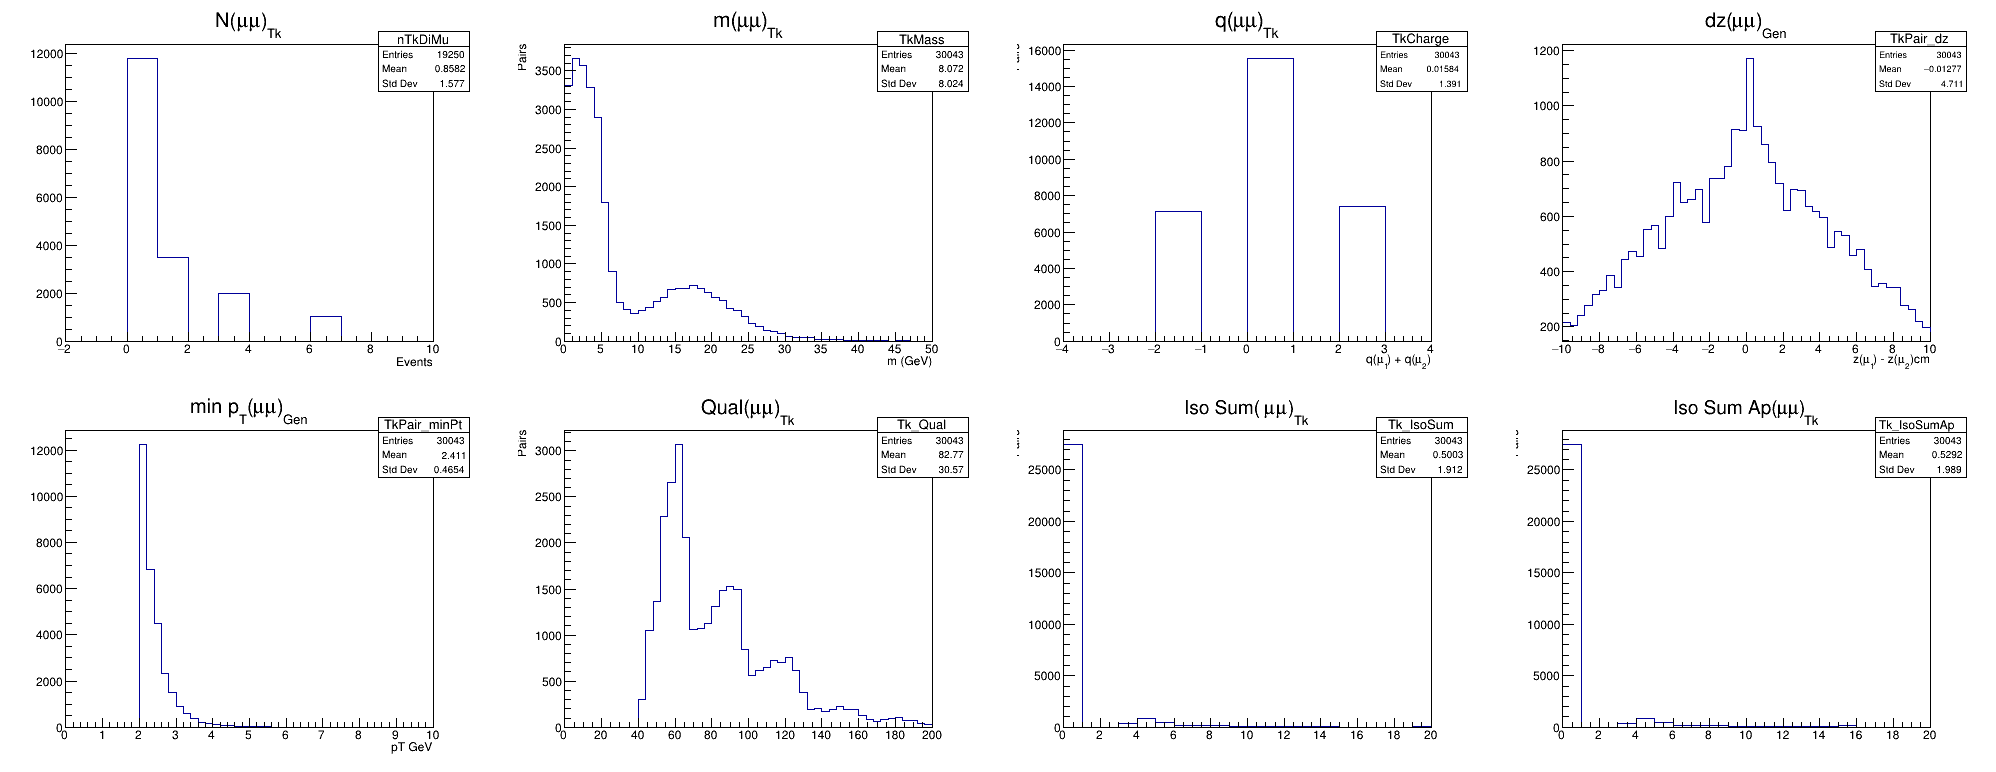 N(μμ)Tk
nTkDiMu
Entries 19250
Mean 0.8582
Std Dev 1.577
12000
10000
8000
6000
4000
2000
0
−2 0 2 4 6 8 10
Events
m(μμ)Tk
TkMass
Entries 30043
Mean 8.072
Std Dev 8.024
Pairs
3500
3000
2500
2000
1500
1000
500
0
0 5 10 15 20 25 30 35 40 45 50
m (GeV)
q(μμ)Tk
TkCharge
Entries 30043
Mean 0.01584
Std Dev 1.391
16000
14000
12000
10000
8000
6000
4000
2000
0
−4 −3 −2 −1 0 1 2 3 4
q(μ1) + q(μ2)
dz(μμ)Gen
TkPair_dz
Entries 30043
Mean −0.01277
Std Dev 4.711
1200
1000
800
600
400
200
−10 −8 −6 −4 −2 0 2 4 6 8 10
z(μ1) - z(μ2)cm
min pT(μμ)Gen
TkPair_minPt
Entries 30043
Mean 2.411
Std Dev 0.4654
12000
10000
8000
6000
4000
2000
0
0 1 2 3 4 5 6 7 8 9 10
pT GeV
Qual(μμ)Tk
Tk_Qual
Entries 30043
Mean 82.77
Std Dev 30.57
Pairs
3000
2500
2000
1500
1000
500
0
0 20 40 60 80 100 120 140 160 180 200
Iso Sum( μμ)Tk
Tk_IsoSum
Entries 30043
Mean 0.5003
Std Dev 1.912
25000
20000
15000
10000
5000
0
0 2 4 6 8 10 12 14 16 18 20
Iso Sum Ap(μμ)Tk
Tk_IsoSumAp
Entries 30043
Mean 0.5292
Std Dev 1.989
25000
20000
15000
10000
5000
0
0 2 4 6 8 10 12 14 16 18 20